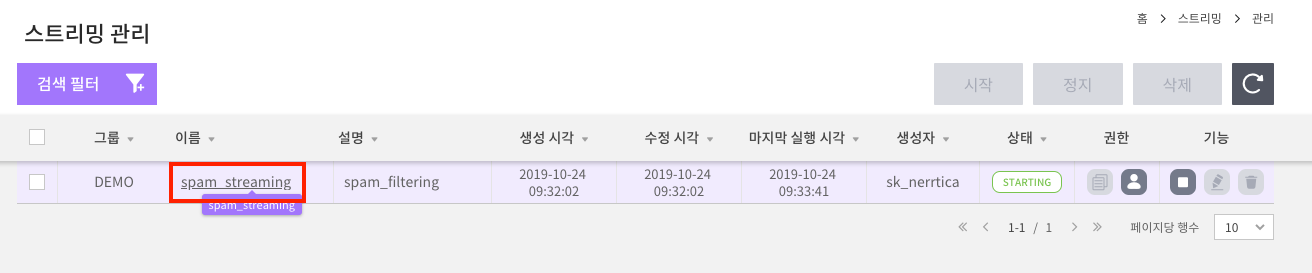 홈 > 스트리밍 > 관리
스트리밍 관리
검색 필터
시작 정지 삭제
그룹 이름 설명 생성 시각 수정 시각 마지막 실행 시각 생성자 상태 권한 기능
DEMO spam_streaming spam_filtering 2019-10-24 09:32:02 2019-10-24 09:32:02 2019-10-24 09:33:41 sk_nerrtica STARTING
spam_streaming
1-1 / 1 페이지당 행수 10